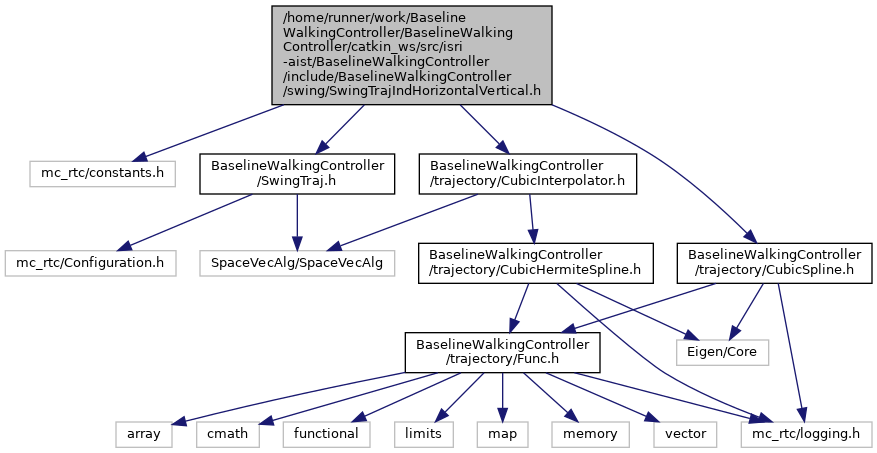 /home/runner/work/Baseline
WalkingController/BaselineWalking
Controller/catkin_ws/src/isri
-aist/BaselineWalkingController
/include/BaselineWalkingController
/swing/SwingTrajIndHorizontalVertical.h
mc_rtc/constants.h
BaselineWalkingController
/SwingTraj.h
BaselineWalkingController
/trajectory/CubicInterpolator.h
mc_rtc/Configuration.h
SpaceVecAlg/SpaceVecAlg
BaselineWalkingController
/trajectory/CubicHermiteSpline.h
BaselineWalkingController
/trajectory/CubicSpline.h
BaselineWalkingController
/trajectory/Func.h
Eigen/Core
array
cmath
functional
limits
map
memory
vector
mc_rtc/logging.h